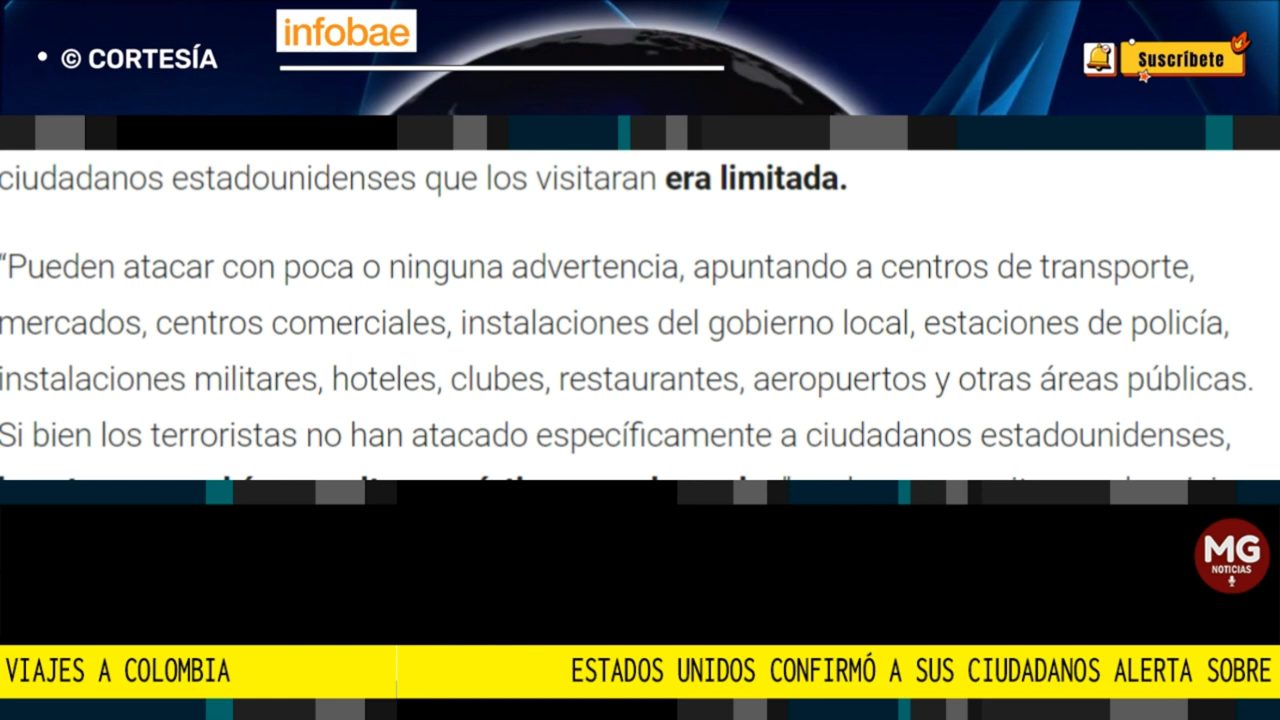 infobae
• © CORTESÍA
Suscríbete
ciudadanos estadounidenses que los visitaran era limitada.
“Pueden atacar con poca o ninguna advertencia, apuntando a centros de transporte,
mercados, centros comerciales, instalaciones del gobierno local, estaciones de policía,
instalaciones militares, hoteles, clubes, restaurantes, aeropuertos y otras áreas públicas.
Si bien los terroristas no han atacado específicamente a ciudadanos estadounidenses,
MG
NOTICIAS
VIAJES A COLOMBIA
ESTADOS UNIDOS CONFIRMÓ A SUS CIUDADANOS ALERTA SOBRE